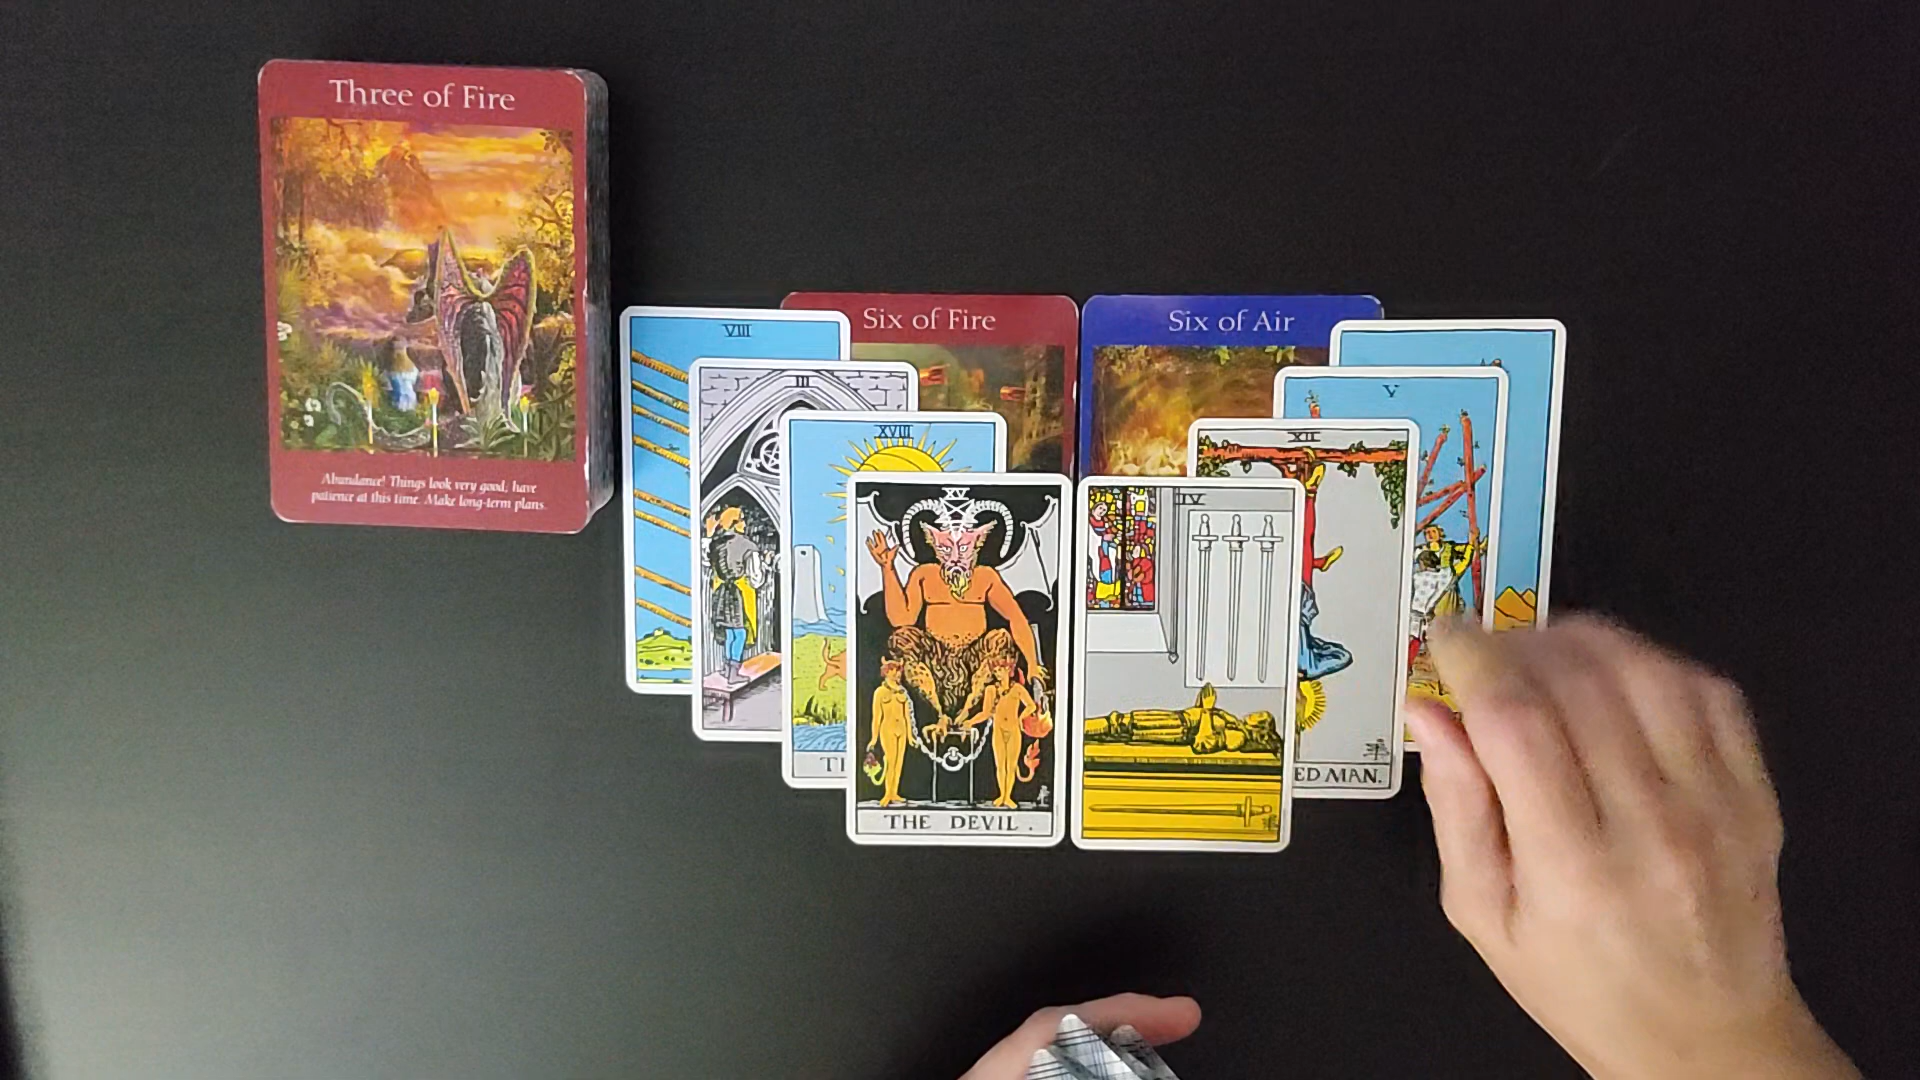 Three of Fire
Abundance! Things look very good; have
patience at this time. Make long-term plans.
Six of Fire
Six of Air
VIII
III
V
XVIII
XII
XV
IV
ED MAN.
THE DEVIL.